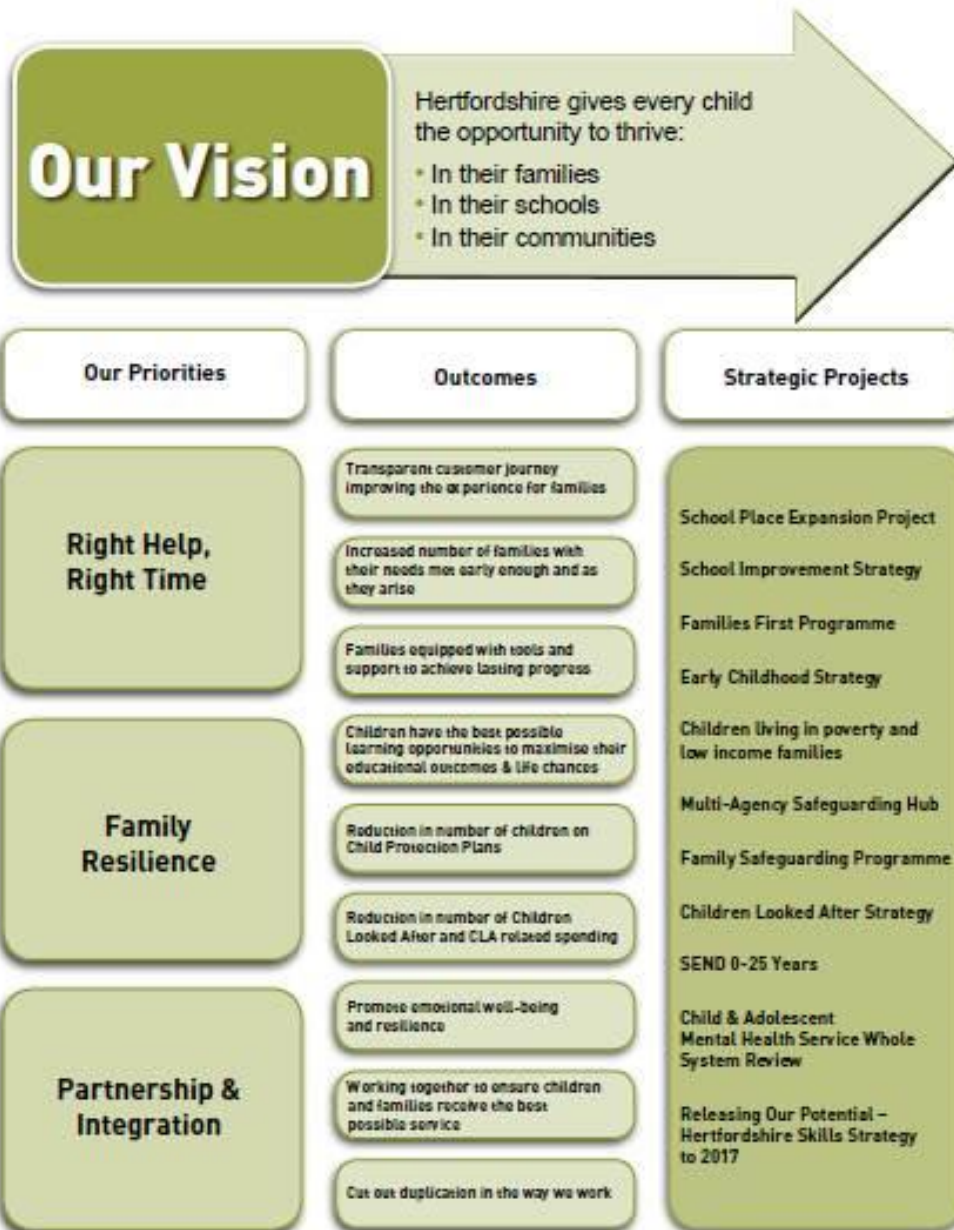 Our Vision
Hertfordshire gives every child
the opportunity to thrive:
• In their families
• In their schools
• In their communities
Our Priorities
Outcomes
Strategic Projects
Right Help,
Right Time
Family
Resilience
Partnership &
Integration
Transparent customer journey
improving the experience for families
Increased number of families with
their needs met early enough and as
they arise
Families equipped with tools and
support to achieve lasting progress
Children have the best possible
learning opportunities to maximise their
educational outcomes & life chances
Reduction in number of children on
Child Protection Plans
Reduction in number of Children
Looked After and CLA related spending
Promote emotional well-being
and resilience
Working together to ensure children
and families receive the best
possible service
Cut out duplication in the way we work
School Place Expansion Project
School Improvement Strategy
Families First Programme
Early Childhood Strategy
Children living in poverty and
low income families
Multi-Agency Safeguarding Hub
Family Safeguarding Programme
Children Looked After Strategy
SEND 0-25 Years
Child & Adolescent
Mental Health Service Whole
System Review
Releasing Our Potential –
Hertfordshire Skills Strategy
to 2017